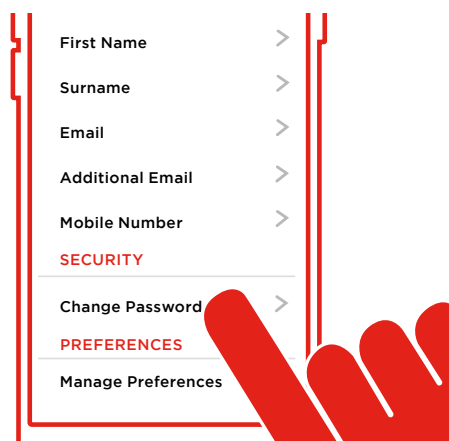 First Name
Surname
Email
Additional Email
Mobile Number
SECURITY
Change Password
PREFERENCES
Manage Preferences